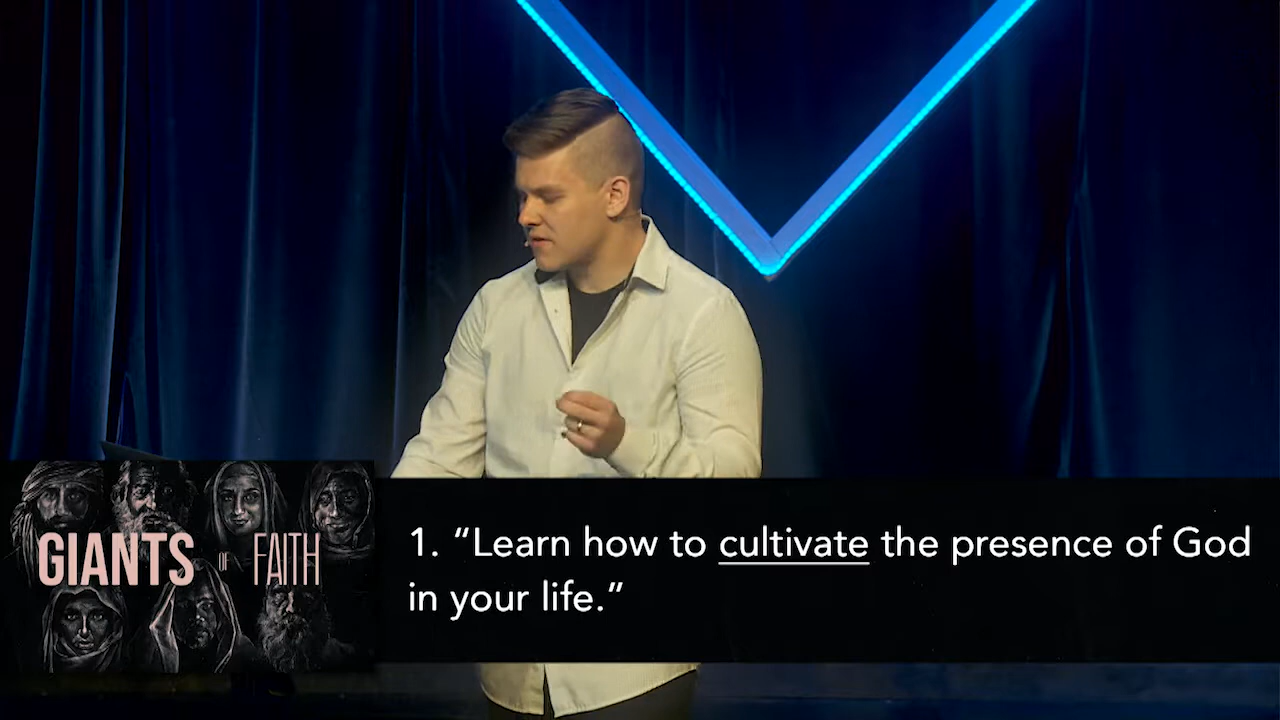 GIANTS OF FAITH
1. “Learn how to cultivate the presence of God
in your life.”